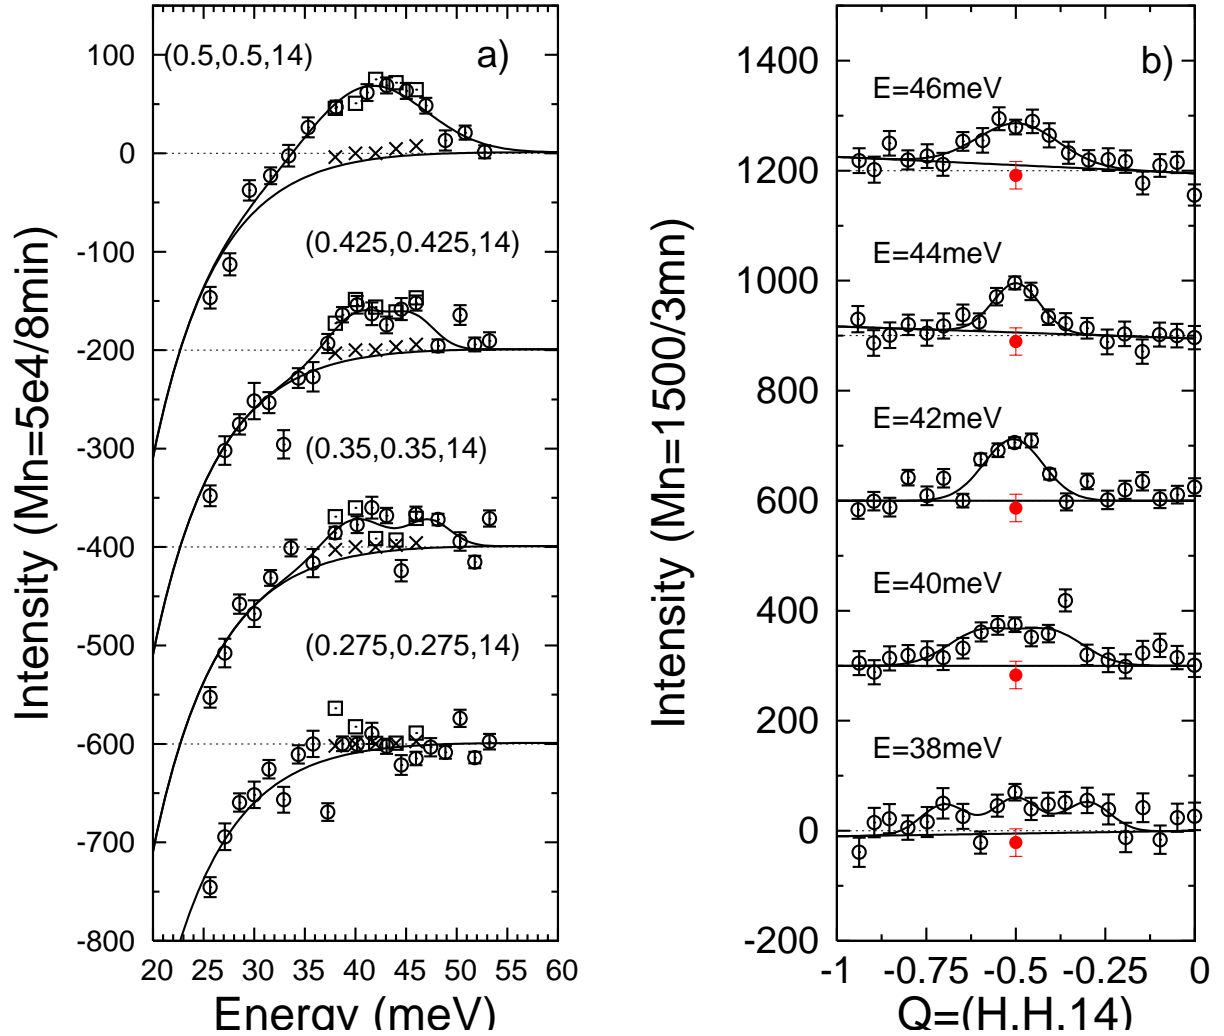 a)
(0.5,0.5,14)
(0.425,0.425,14)
(0.35,0.35,14)
(0.275,0.275,14)
100
0
-100
-200
-300
-400
-500
-600
-700
-800
20 25 30 35 40 45 50 55 60
Intensity (Mn=5e4/8min)
Energy (meV)
b)
E=46meV
E=44meV
E=42meV
E=40meV
E=38meV
1400
1200
1000
800
600
400
200
0
-200
-1 -0.75 -0.5 -0.25 0
Intensity (Mn=1500/3mn)
Q=(H,H,14)